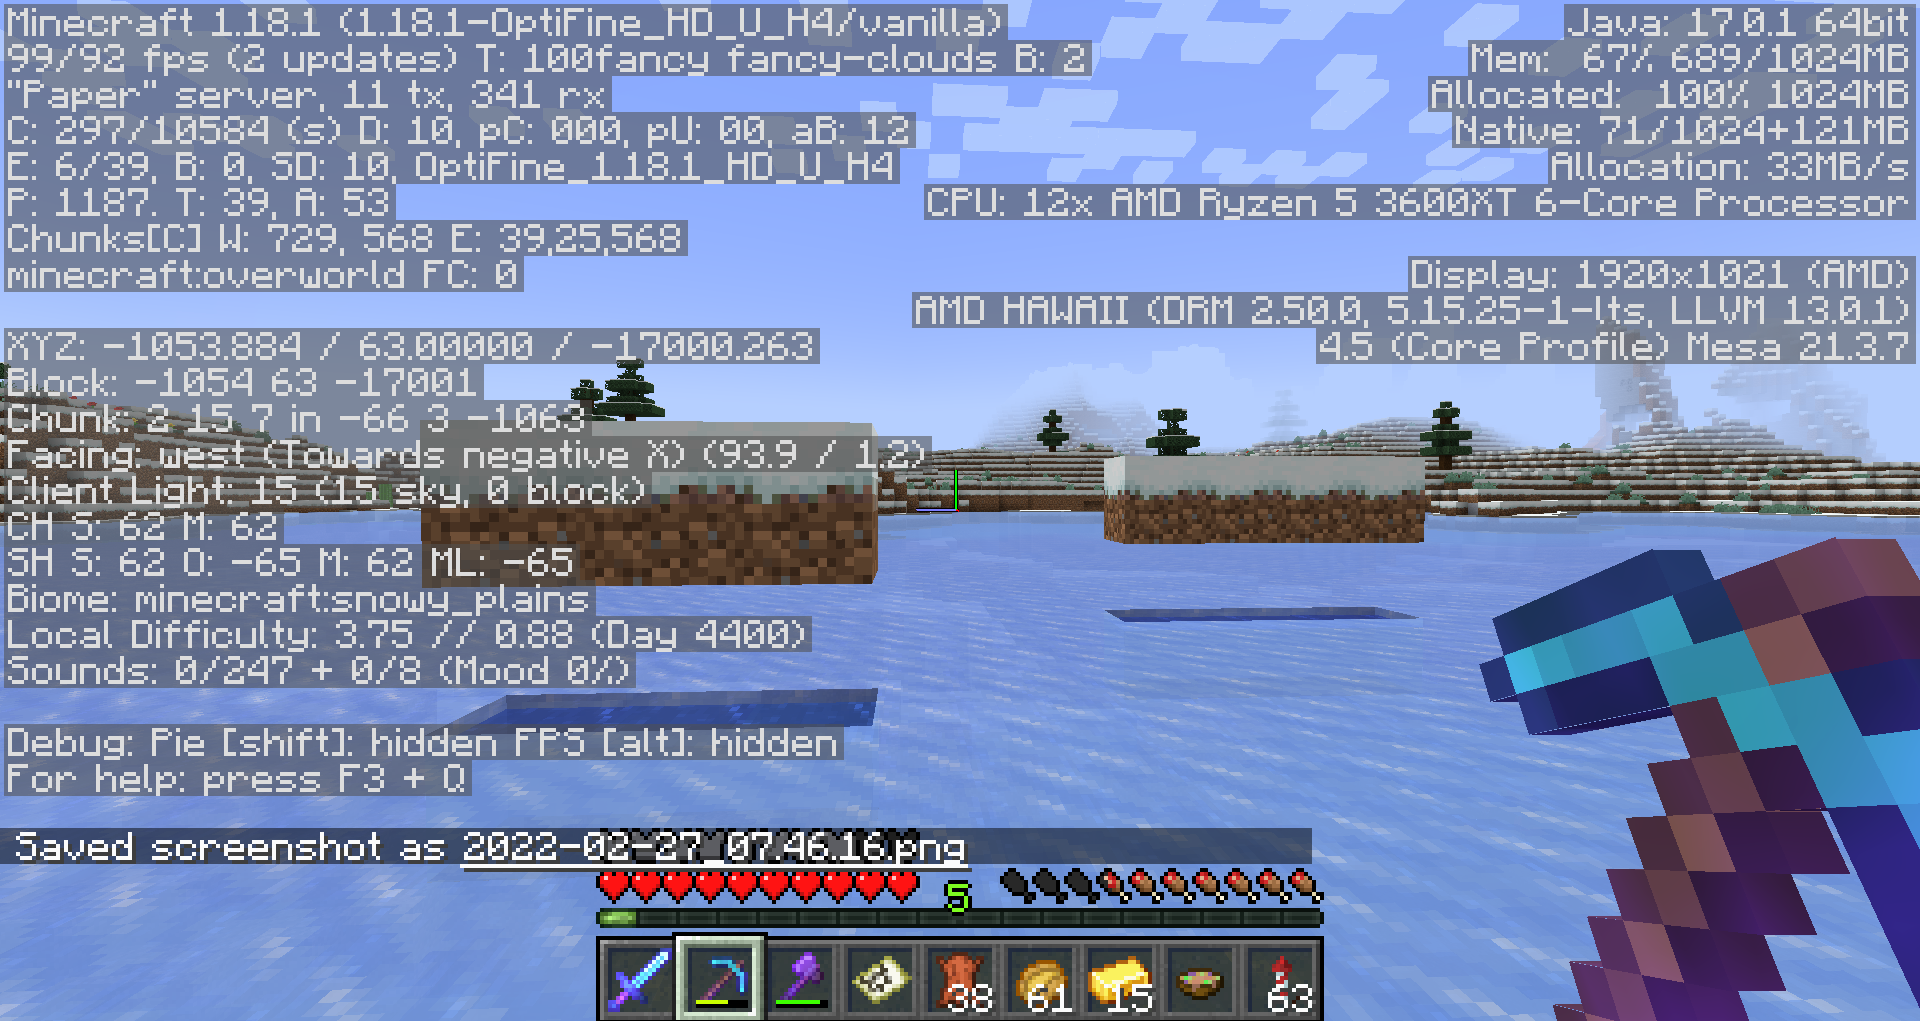 Minecraft 1.18.1 (1.18.1-OptiFine_HD_U_H4/vanilla)
99/92 fps (2 updates) T: 100fancy fancy-clouds B: 2
"Paper" server, 11 tx, 341 rx
C: 297/10584 (s) D: 10, pC: 000, pU: 00, aB: 12
E: 6/39, B: 0, SD: 10, OptiFine_1.18.1_HD_U_H4
P: 1187. T: 39, A: 53
Chunks[C] W: 729, 568 E: 39,25,568
minecraft:overworld FC: 0
XYZ: -1053.884 / 63.00000 / -17000.263
Block: -1054 63 -17001
Chunk: 2 15 7 in -66 3 -1063
Facing: west (Towards negative X) (93.9 / 1.2)
Client Light: 15 (15 sky, 0 block)
CH S: 62 M: 62
SH S: 62 O: -65 M: 62 ML: -65
Biome: minecraft:snowy_plains
Local Difficulty: 3.75 // 0.88 (Day 4400)
Sounds: 0/247 + 0/8 (Mood 0%)
Debug: Pie [shift]: hidden FPS [alt]: hidden
For help: press F3 + Q
Java: 17.0.1 64bit
Mem: 67% 689/1024MB
Allocated: 100% 1024MB
Native: 71/1024+121MB
Allocation: 33MB/s
CPU: 12x AMD Ryzen 5 3600XT 6-Core Processor
Display: 1920x1021 (AMD)
AMD HAWAII (DRM 2.50.0, 5.15.25-1-lts, LLVM 13.0.1)
4.5 (Core Profile) Mesa 21.3.7
Saved screenshot as 2022-02-27_07.46.16.png
5
38 61 15 63